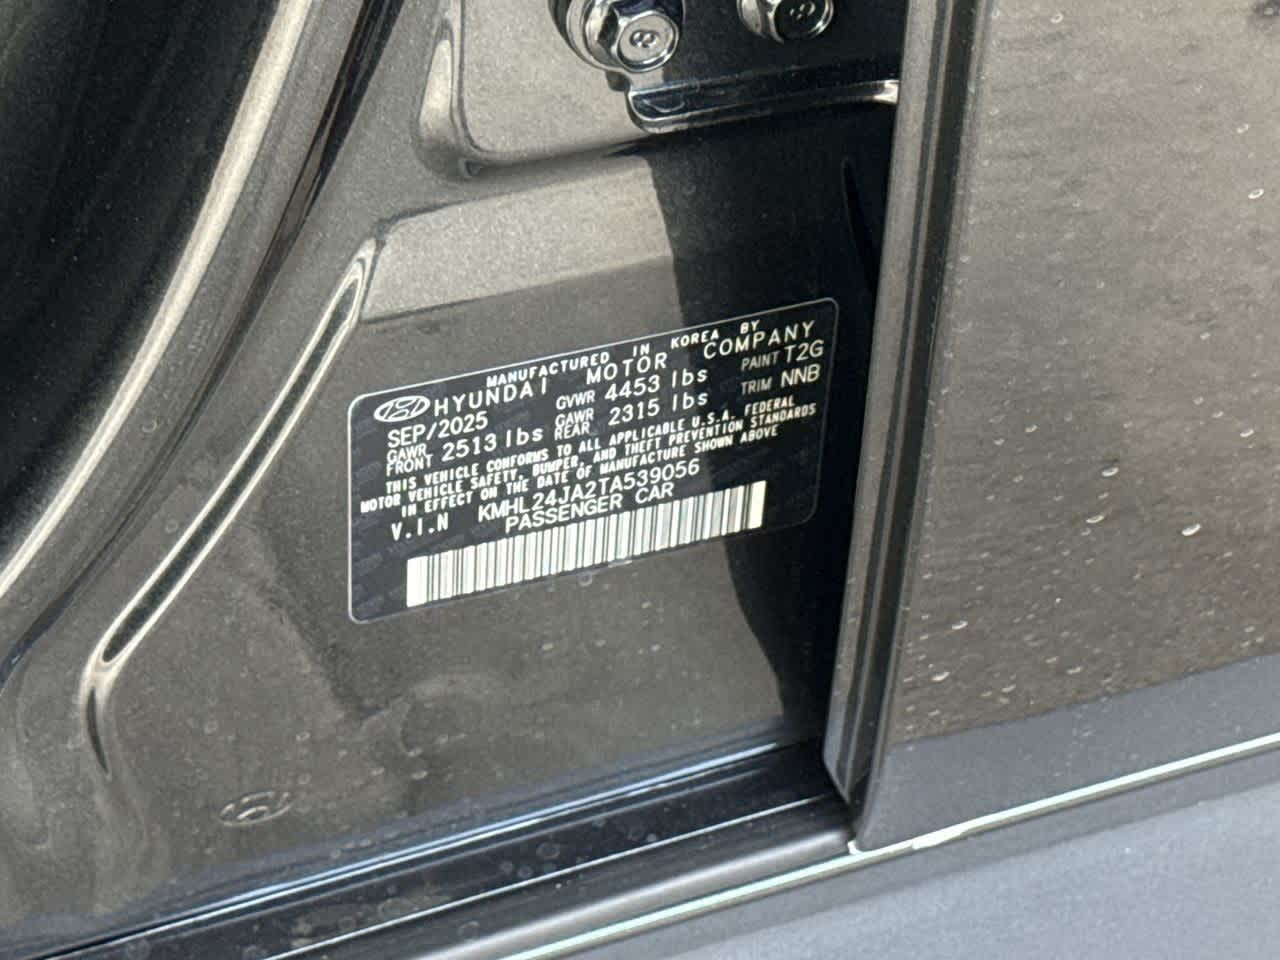 MANUFACTURED IN KOREA BY
HYUNDAI MOTOR COMPANY
SEP/2025 GVWR 4453 lbs PAINT T2G
GAWR FRONT 2513 lbs GAWR REAR 2315 lbs TRIM NNB
THIS VEHICLE CONFORMS TO ALL APPLICABLE U.S.A. FEDERAL
MOTOR VEHICLE SAFETY, BUMPER, AND THEFT PREVENTION STANDARDS
IN EFFECT ON THE DATE OF MANUFACTURE SHOWN ABOVE
V.I.N KMHL24JA2TA539056
PASSENGER CAR